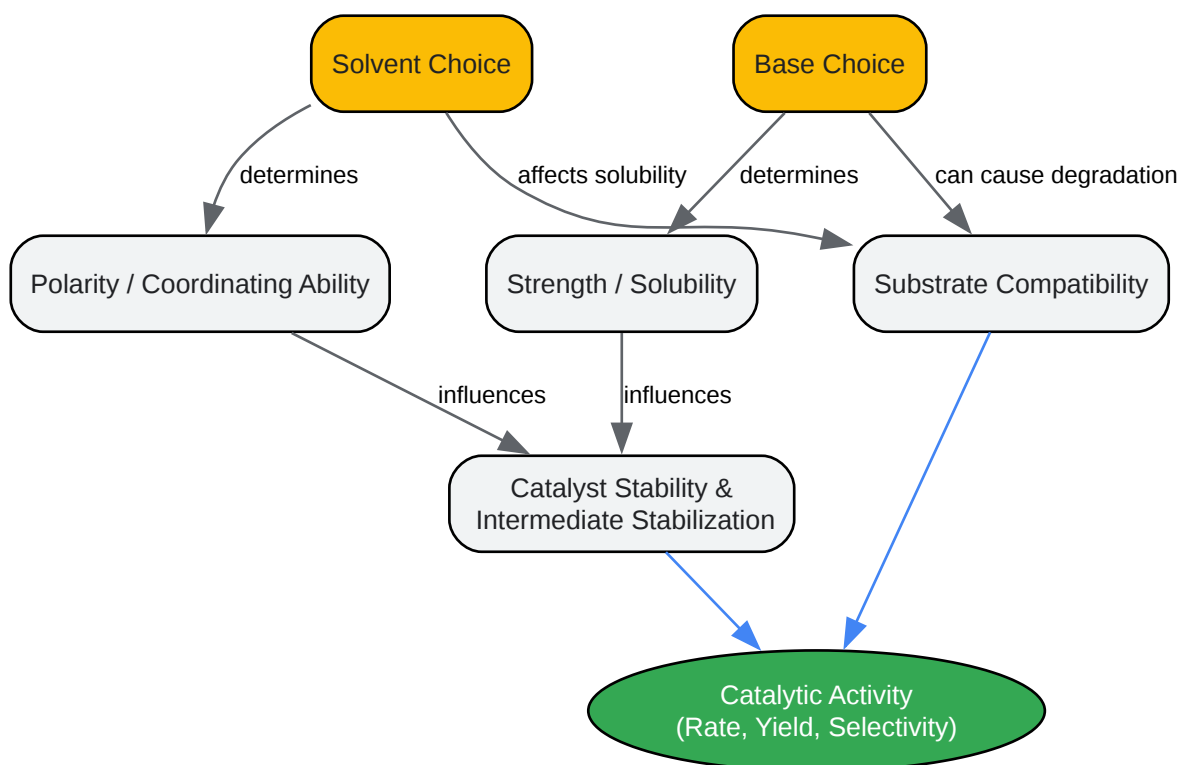 Solvent Choice
Base Choice
determines
affects solubility
determines
can cause degradation
Polarity / Coordinating Ability
Strength / Solubility
Substrate Compatibility
influences
influences
Catalyst Stability &
Intermediate Stabilization
Catalytic Activity
(Rate, Yield, Selectivity)